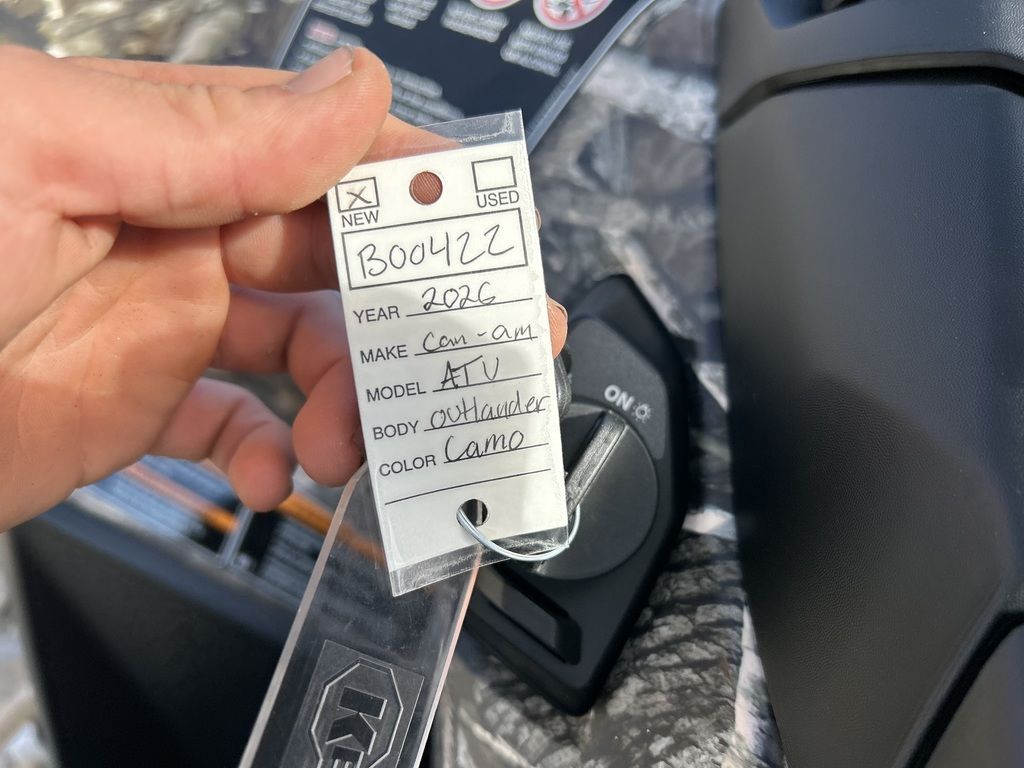 NEW
USED
B00422
YEAR 2026
MAKE Can-am
MODEL ATV
BODY outlander
COLOR Camo
ON